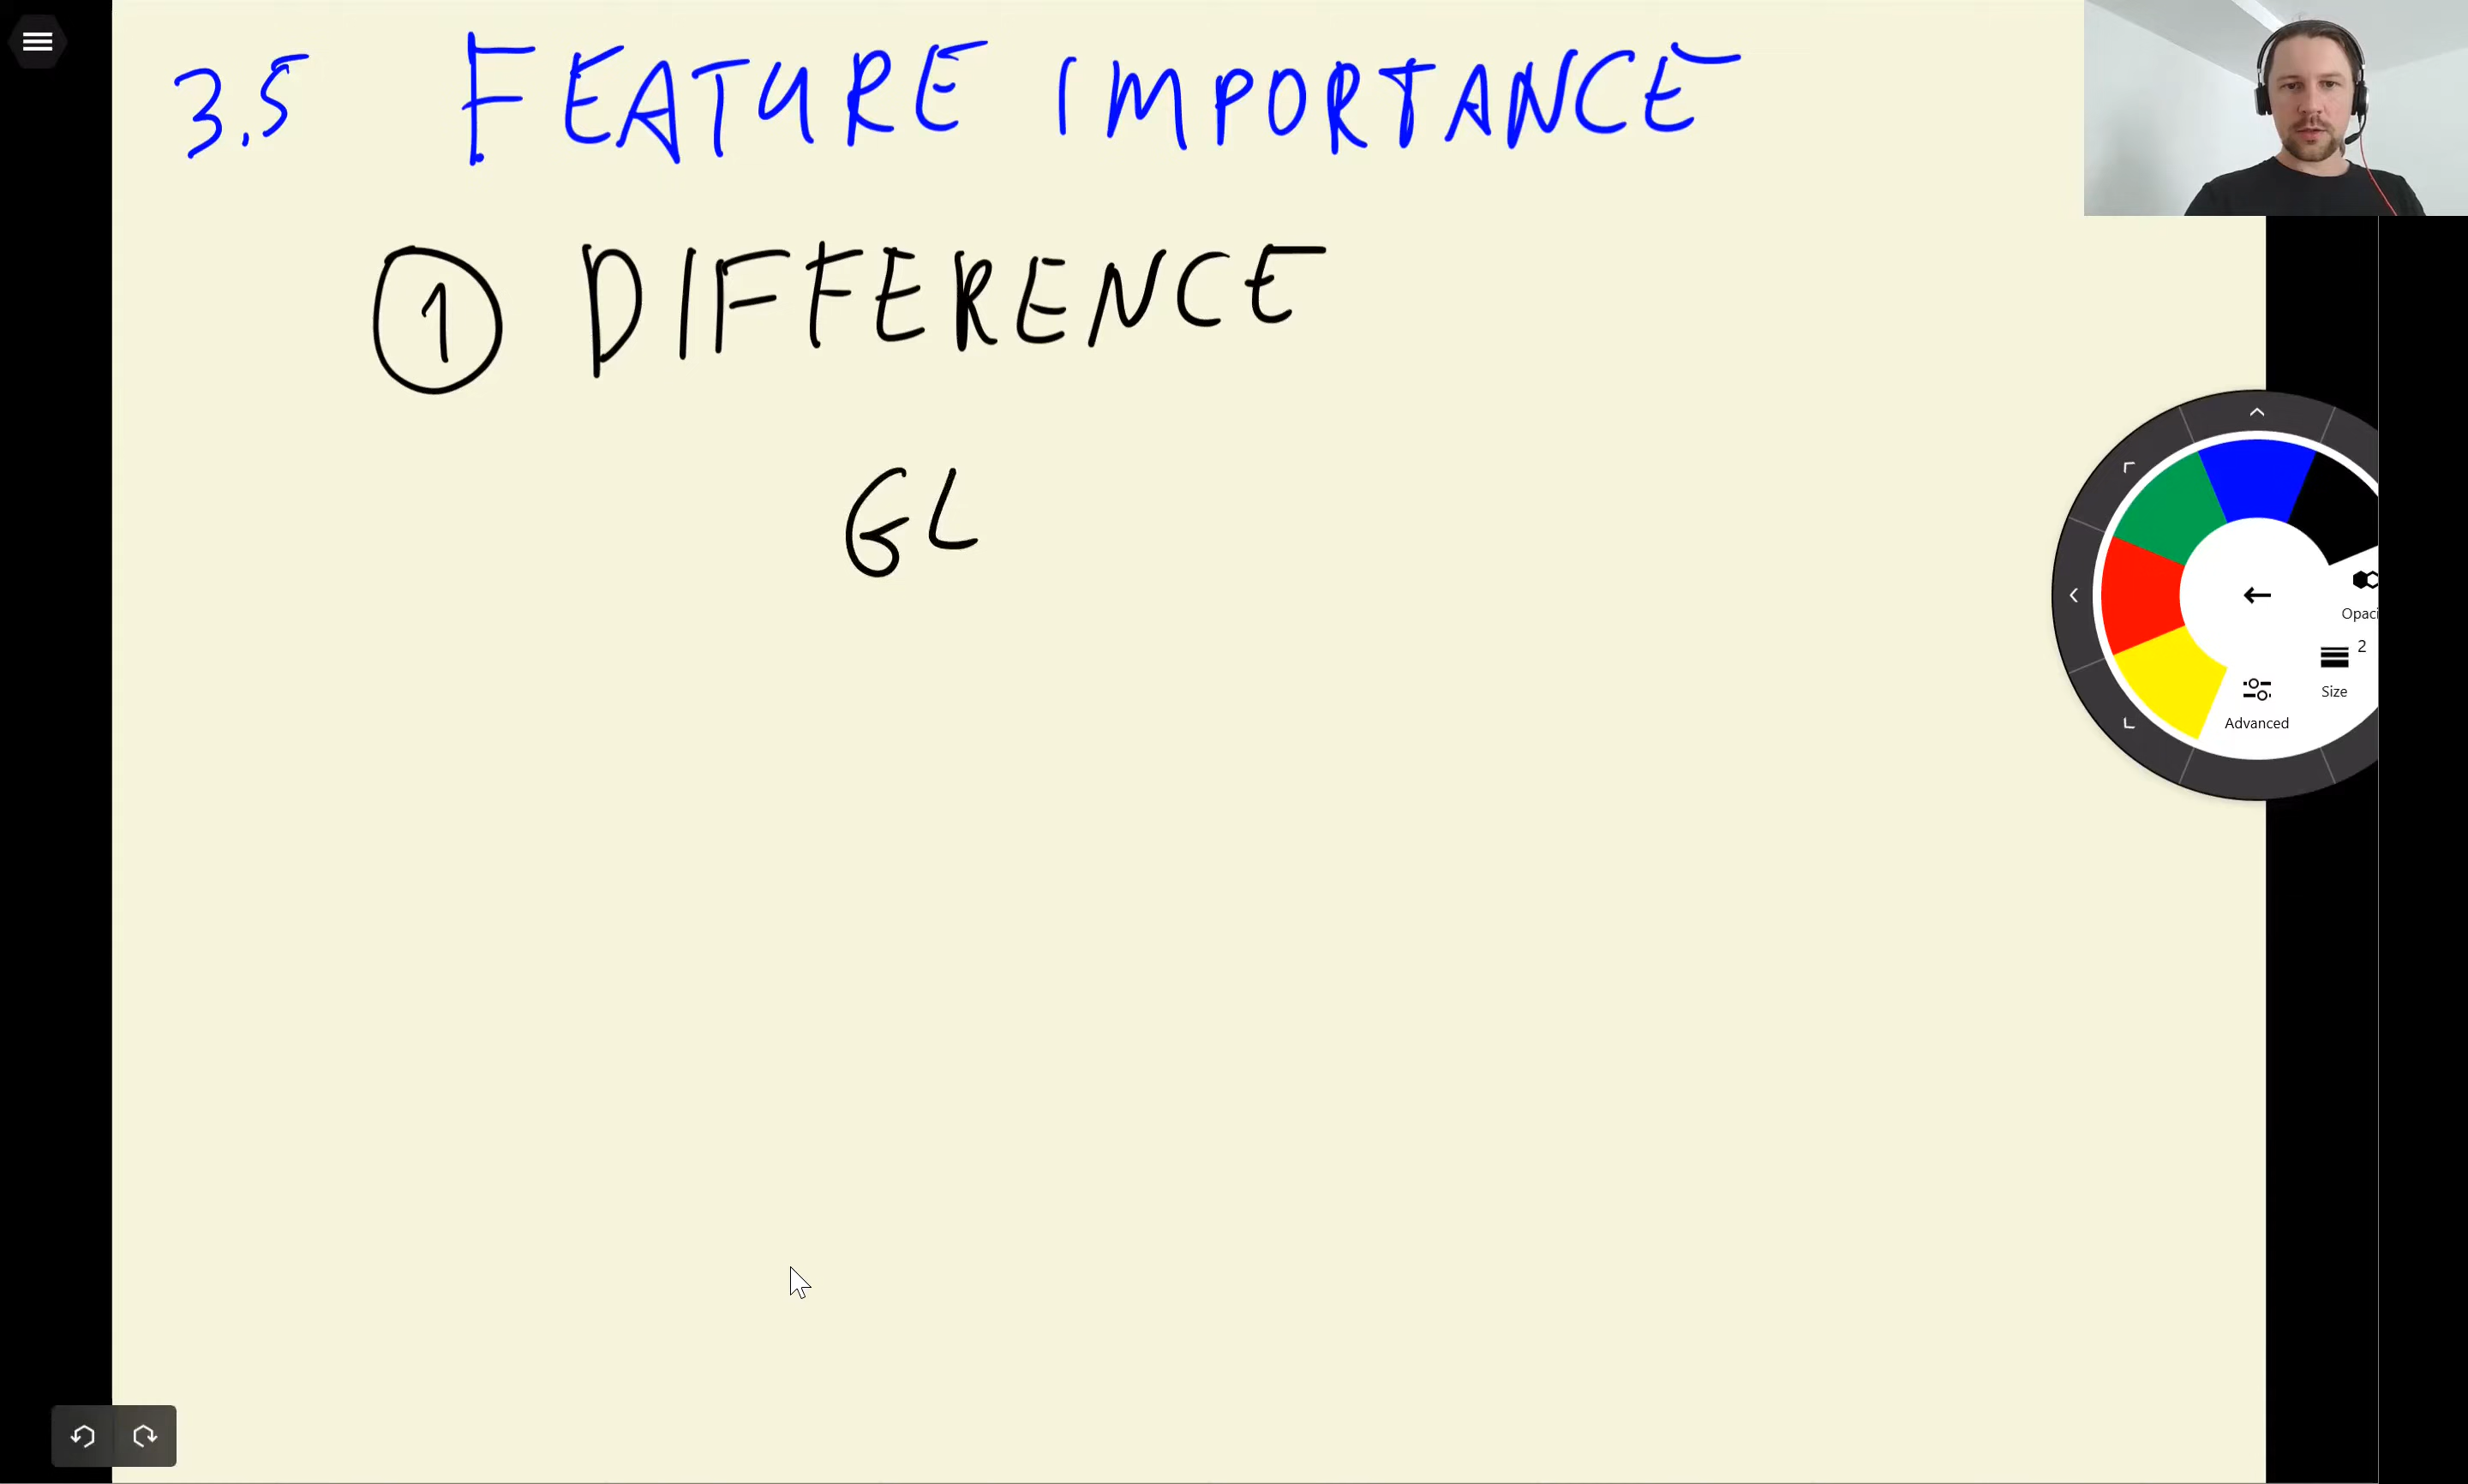 3.5 FEATURE IMPORTANCE
① DIFFERENCE
GL
Opaci
2
Size
Advanced